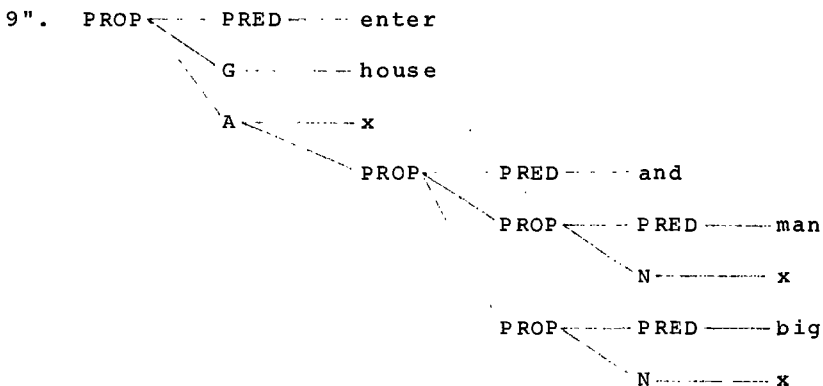 9". PROP PRED enter
G house
A x
PROP PRED and
PROP PRED man
N x
PROP PRED big
N x